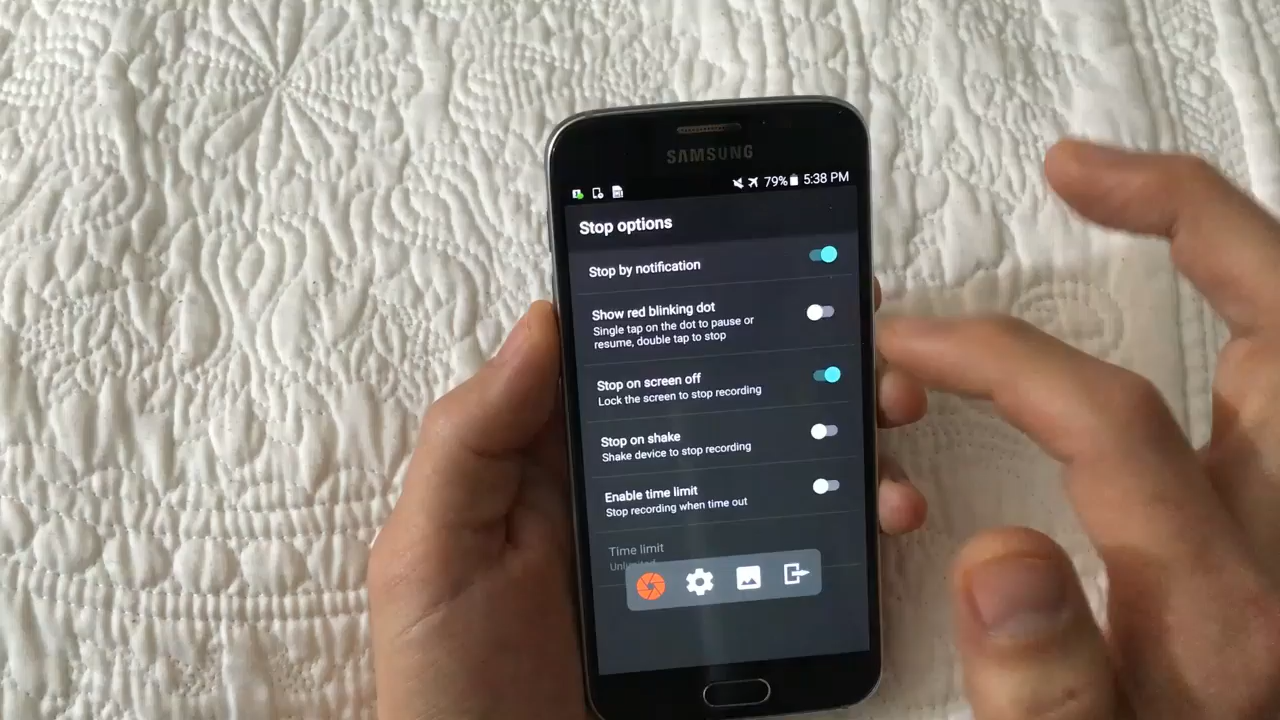 SAMSUNG
79% 5:38 PM
Stop options
Stop by notification
Show red blinking dot
Single tap on the dot to pause or
resume, double tap to stop
Stop on screen off
Lock the screen to stop recording
Stop on shake
Shake device to stop recording
Enable time limit
Stop recording when time out
Time limit